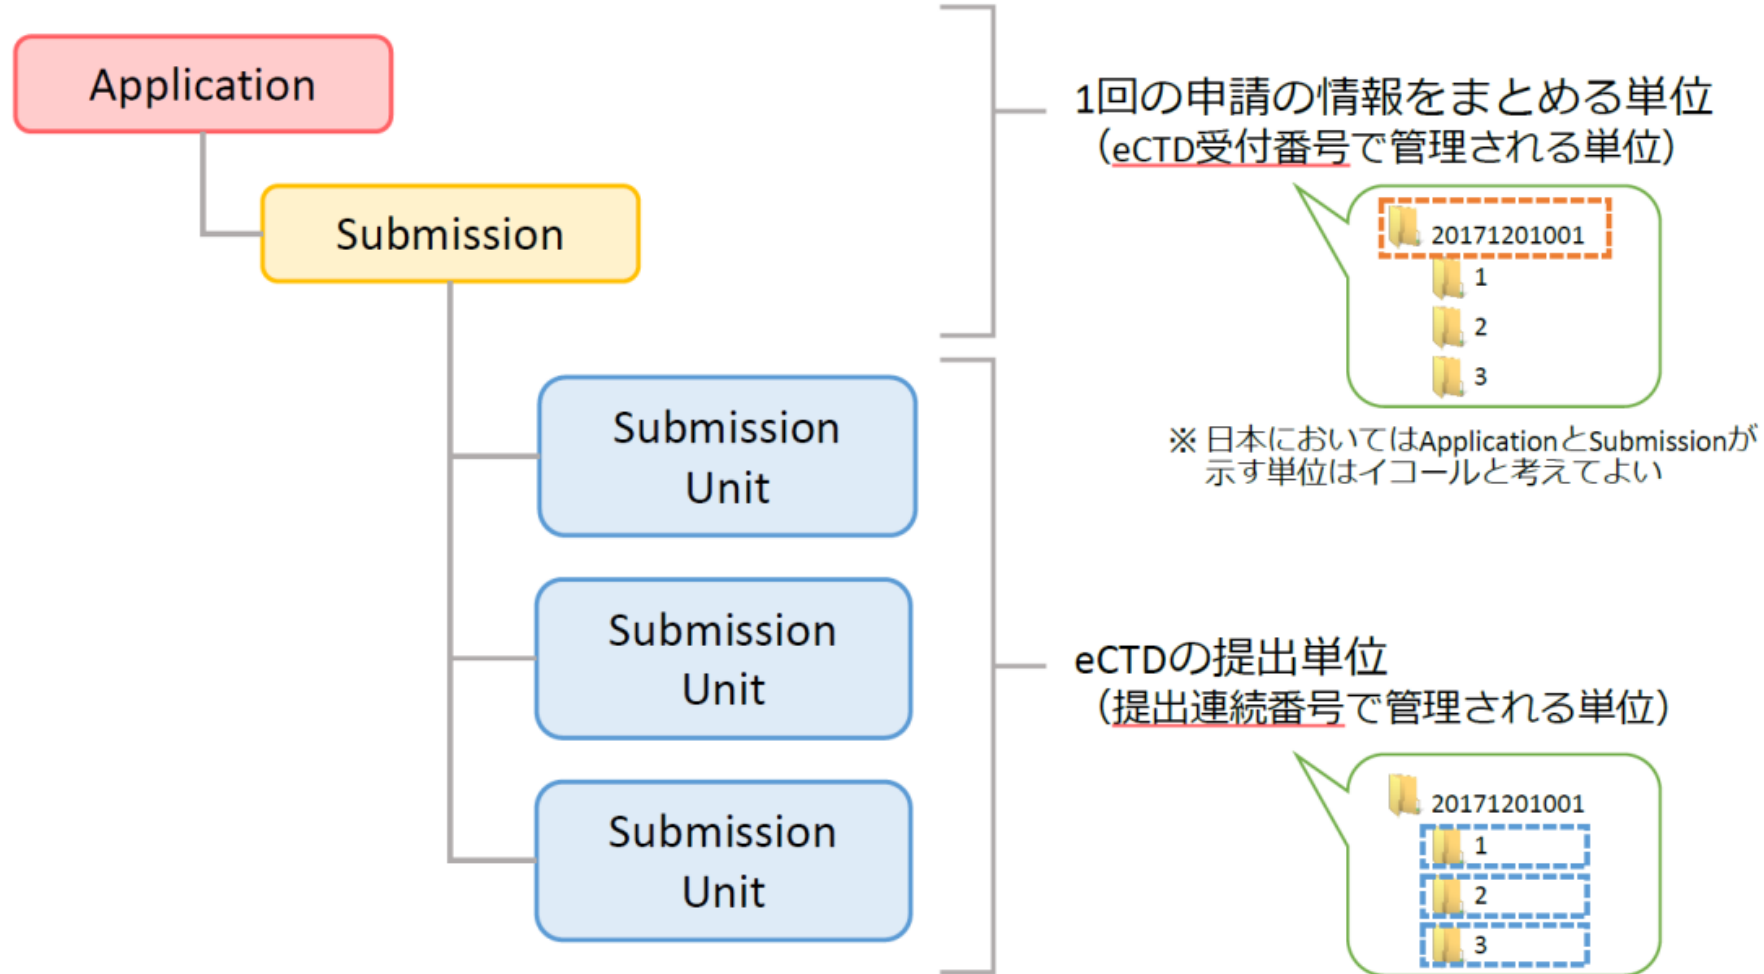 Application
Submission
Submission
Unit
Submission
Unit
Submission
Unit
1回の申請の情報をまとめる単位
（eCTD受付番号で管理される単位）
20171201001
1
2
3
※ 日本においてはApplicationとSubmissionが
示す単位はイコールと考えてよい
eCTDの提出単位
（提出連続番号で管理される単位）
20171201001
1
2
3